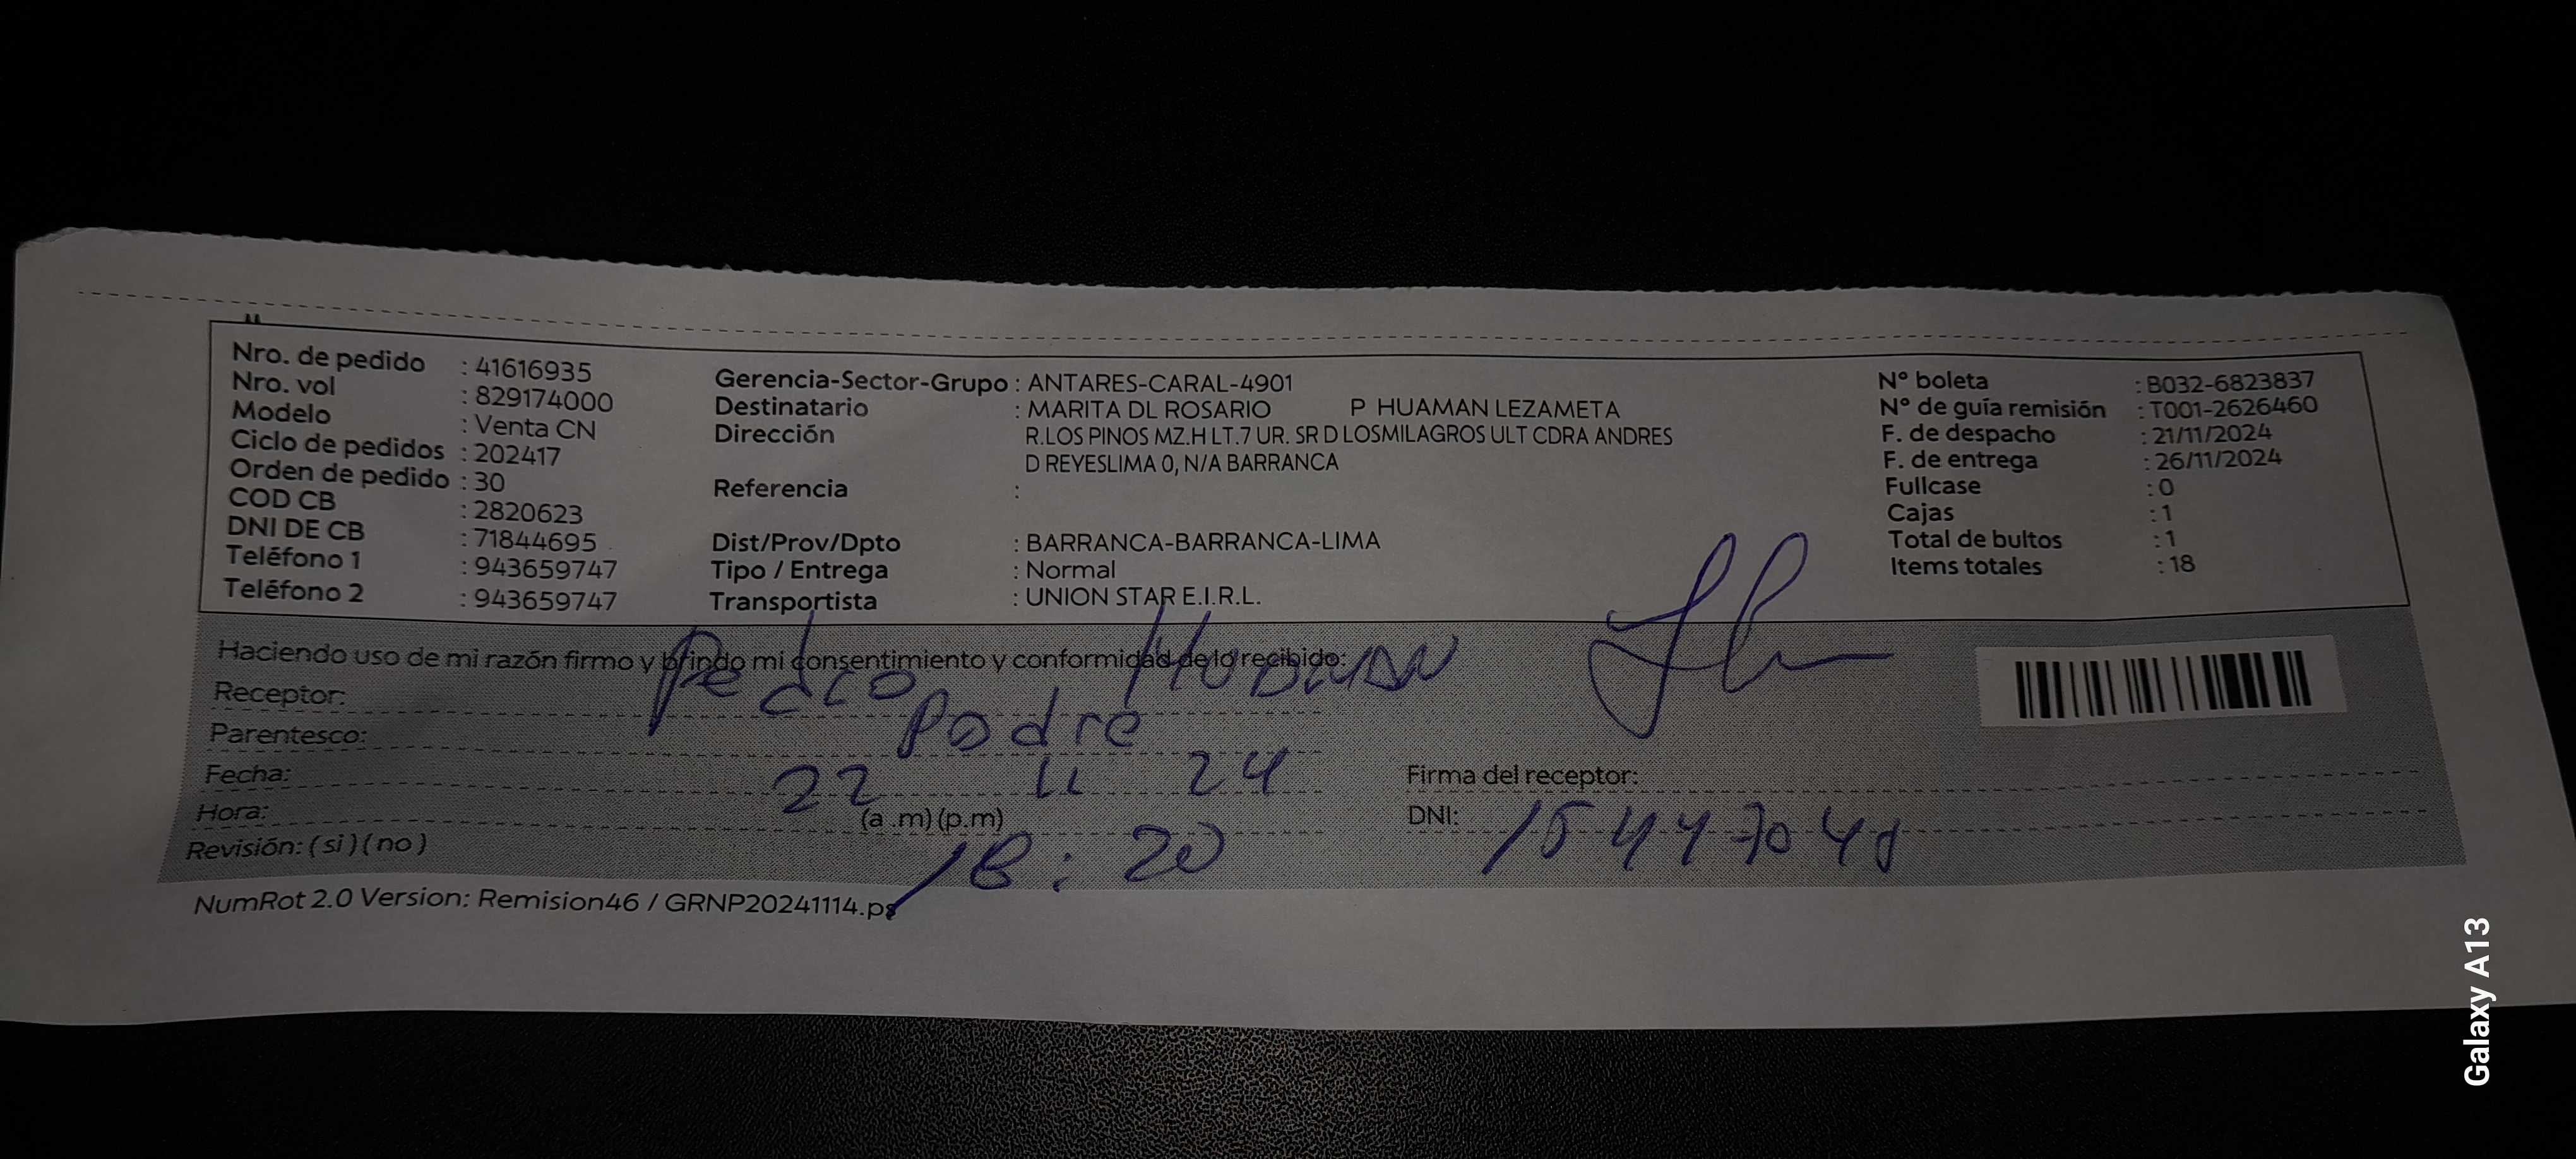 Nro. de pedido : 41616935
Nro. vol : 829174000
Modelo : Venta CN
Ciclo de pedidos : 202417
Orden de pedido : 30
COD CB : 2820623
DNI DE CB : 71844695
Teléfono 1 : 943659747
Teléfono 2 : 943659747
Gerencia-Sector-Grupo : ANTARES-CARAL-4901
Destinatario : MARITA DL ROSARIO P HUAMAN LEZAMETA
Dirección R.LOS PINOS MZ.H LT.7 UR. SR D LOSMILAGROS ULT CDRA ANDRES
D REYESLIMA 0, N/A BARRANCA
Referencia :
Dist/Prov/Dpto : BARRANCA-BARRANCA-LIMA
Tipo / Entrega : Normal
Transportista : UNION STAR E.I.R.L.
N° boleta : B032-6823837
N° de guía remisión : T001-2626460
F. de despacho : 21/11/2024
F. de entrega : 26/11/2024
Fullcase : 0
Cajas : 1
Total de bultos : 1
Items totales : 18
Haciendo uso de mi razón firmo y brindo mi consentimiento y conformidad de lo recibido:
Receptor: Pedro
Parentesco: Padre
Fecha: 22 11 24
Hora: (a .m) (p.m) 18:20
Revisión: ( si ) ( no )
Firma del receptor:
DNI:
NumRot 2.0 Version: Remision46 / GRNP20241114.ps
Galaxy A13